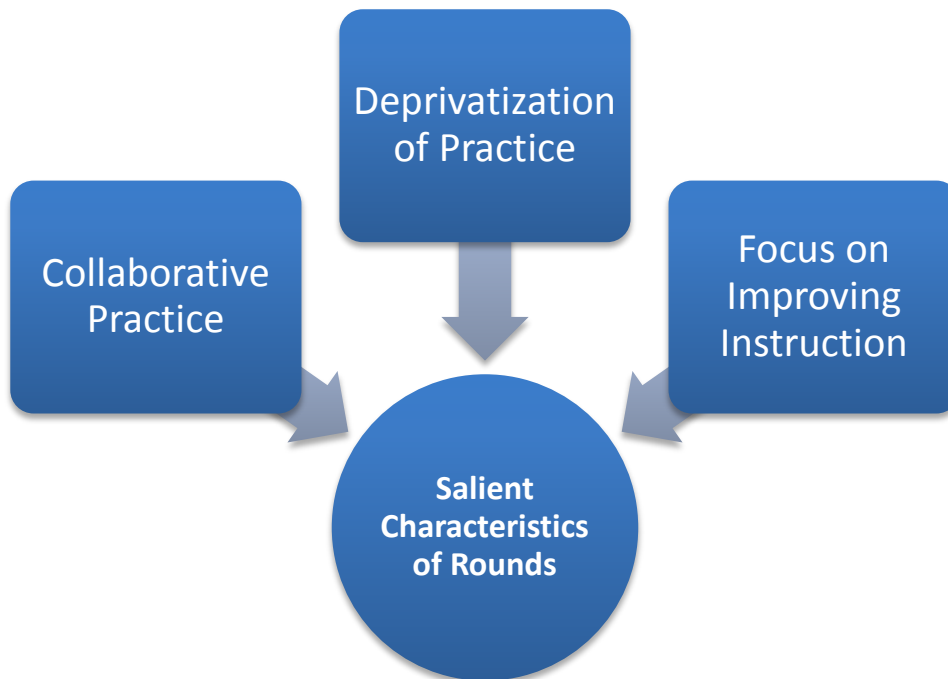 Deprivatization
of Practice
Collaborative
Practice
Focus on
Improving
Instruction
Salient
Characteristics
of Rounds